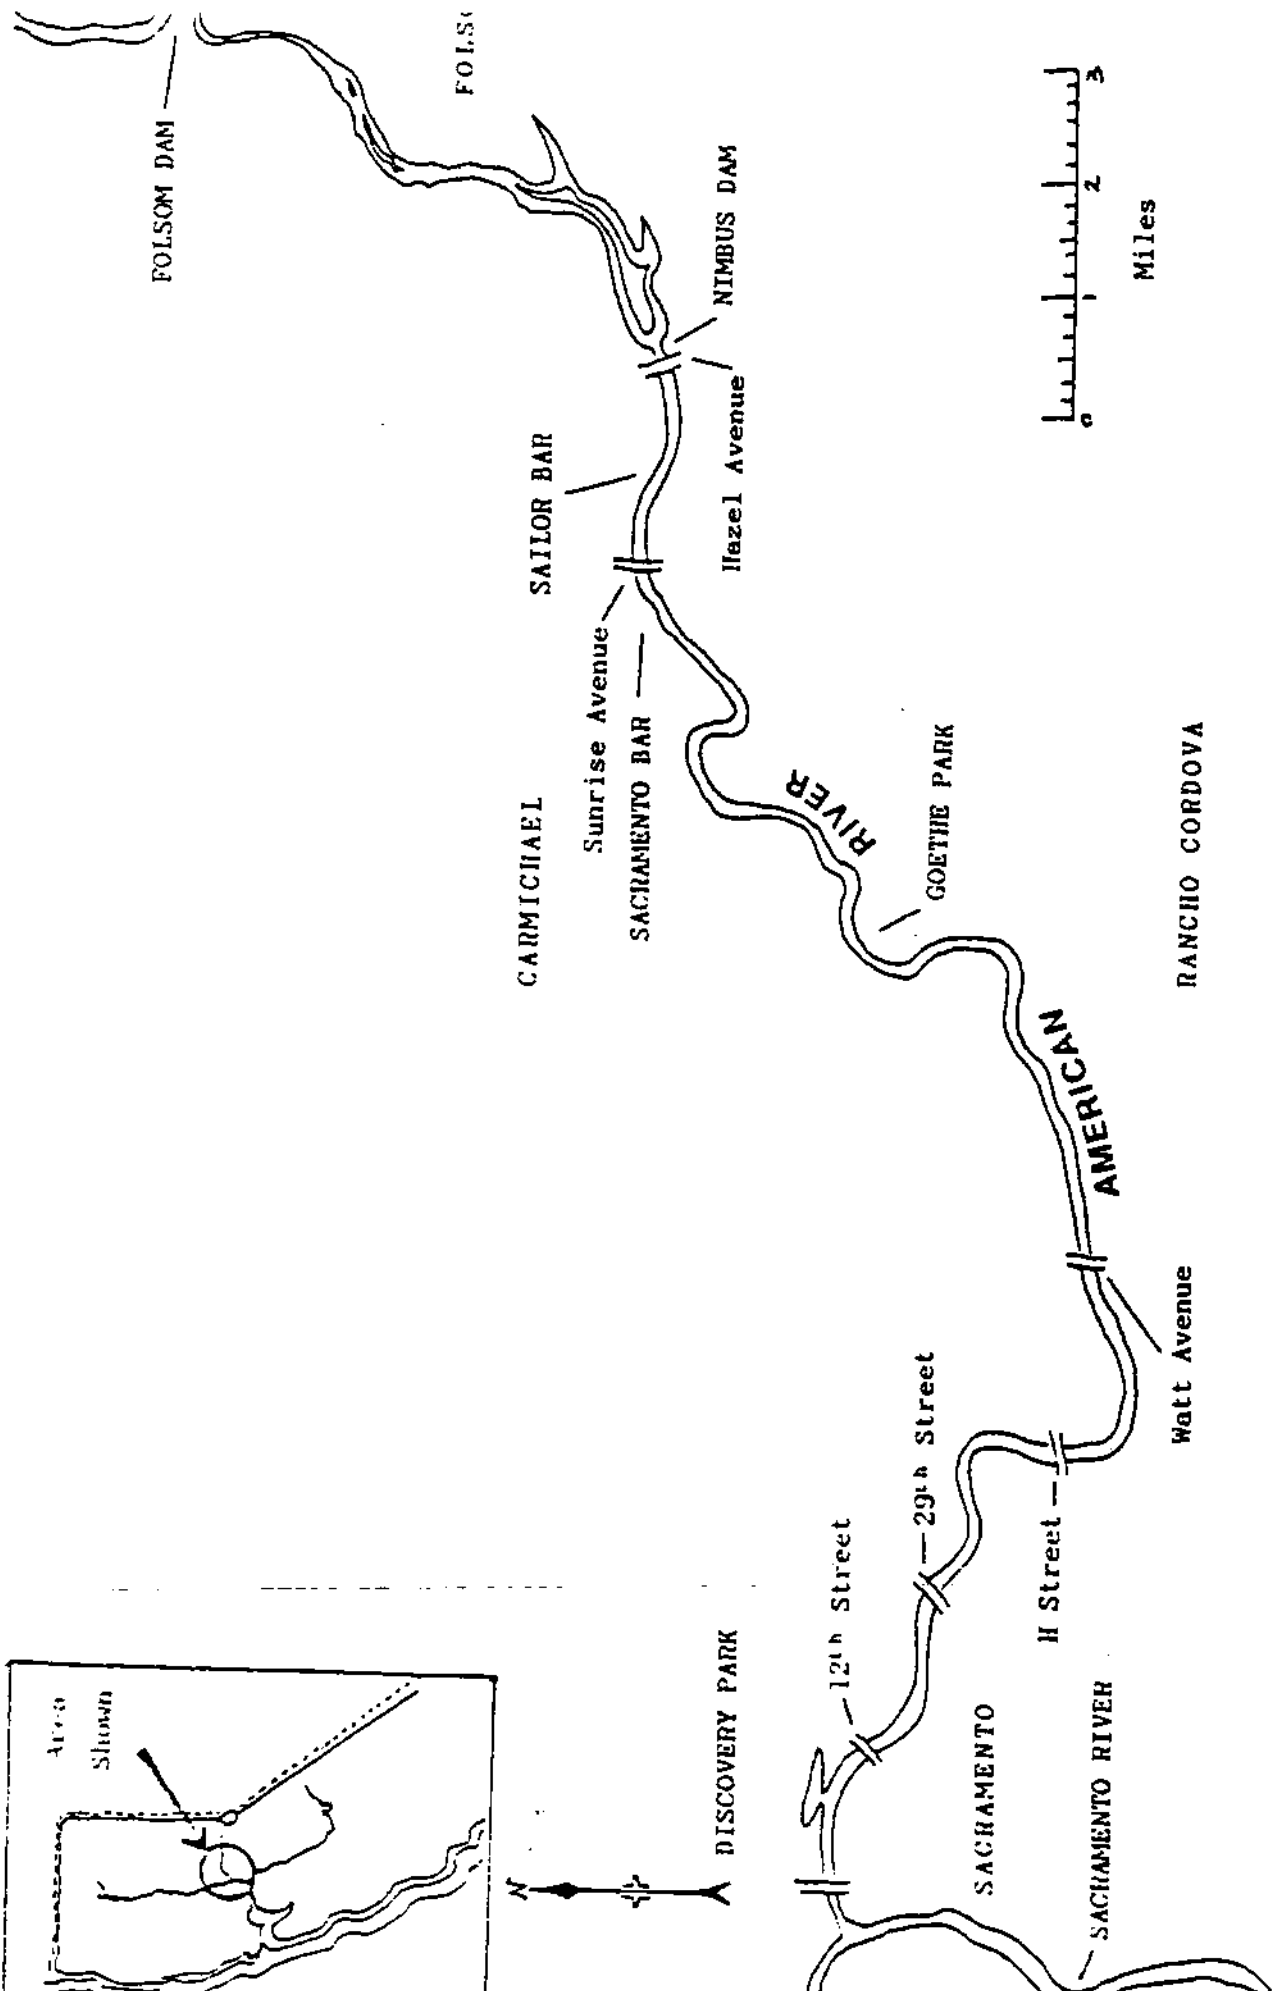 FOLSOM DAM
NIMBUS DAM
Hazel Avenue
SAILOR BAR
Sunrise Avenue
SACRAMENTO BAR
CARMICHAEL
GOETHE PARK
RANCHO CORDOVA
AMERICAN RIVER
Watt Avenue
H Street
29th Street
12th Street
DISCOVERY PARK
SACRAMENTO
SACRAMENTO RIVER
Area
Shown
N
0 1 2 3
Miles